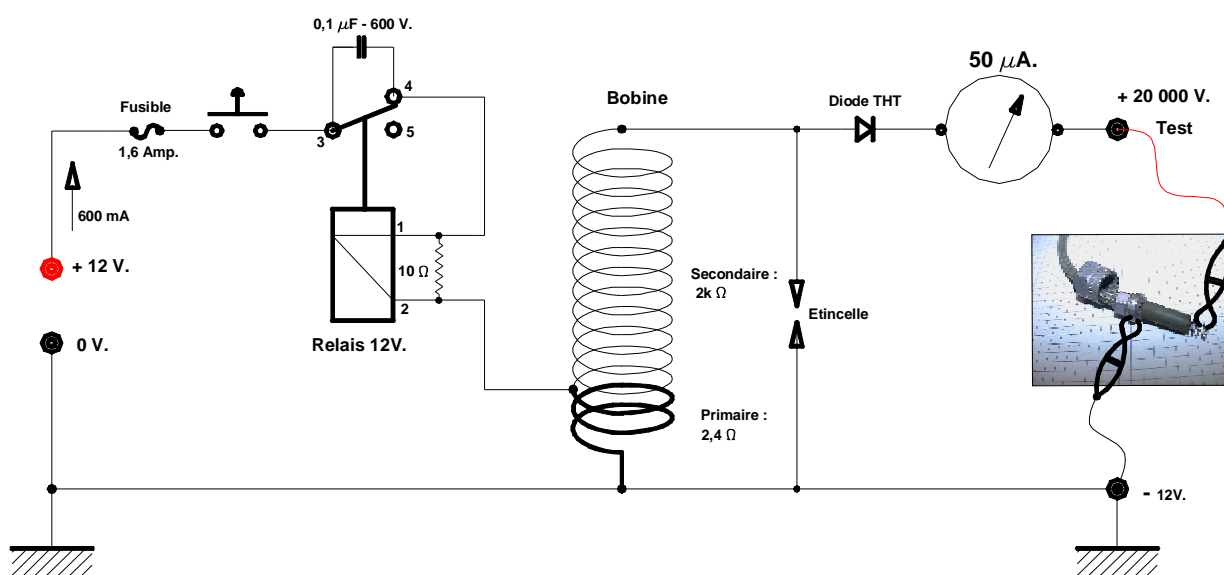 0,1 μF - 600 V.
4
3
5
Fusible
1,6 Amp.
600 mA
+ 12 V.
0 V.
1
10 Ω
2
Relais 12V.
Bobine
Secondaire :
2k Ω
Primaire :
2,4 Ω
Etincelle
Diode THT
50 μA.
+ 20 000 V.
Test
- 12V.